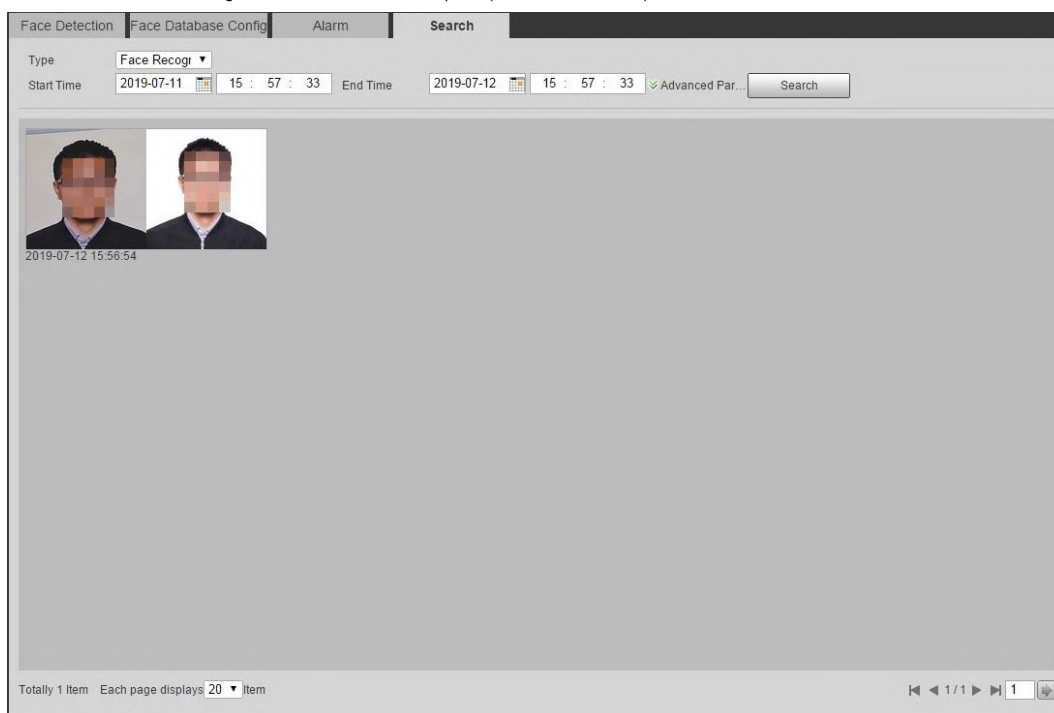 Face Detection Face Database Config Alarm Search
Type Face Recogr
Start Time 2019-07-11 15 : 57 : 33 End Time 2019-07-12 15 : 57 : 33 Advanced Par... Search
2019-07-12 15:56:54
Totally 1 Item Each page displays 20 Item 1 / 1 1